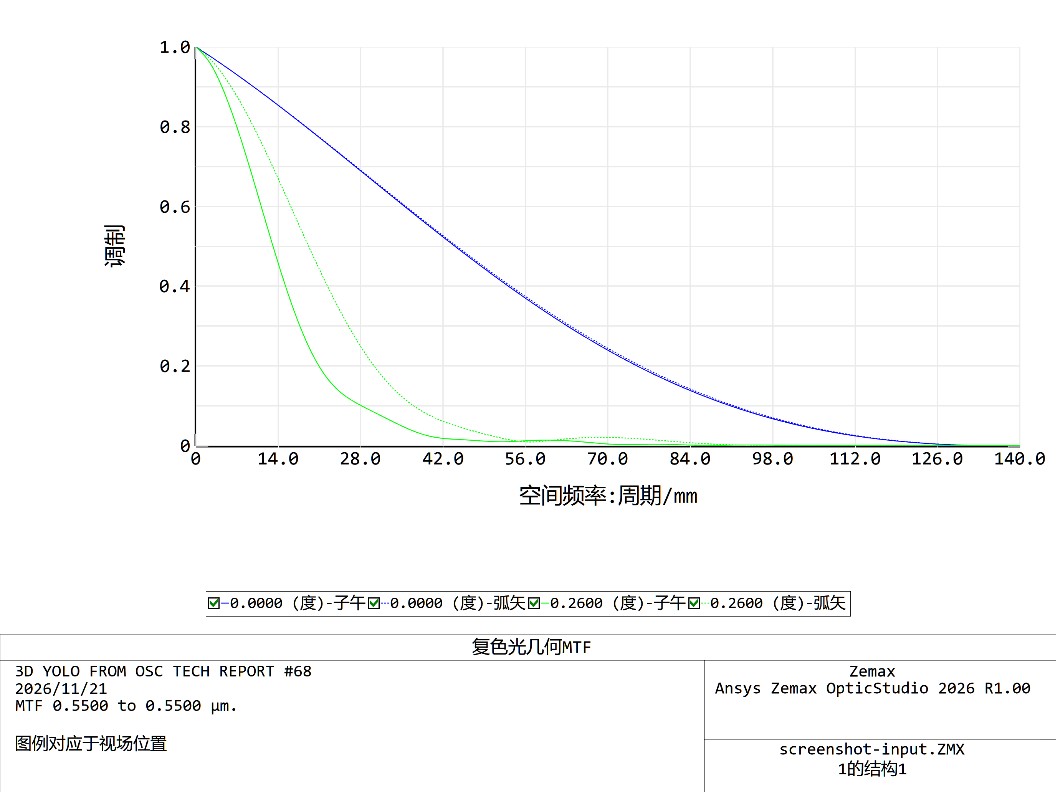 1.0
0.8
0.6
0.4
0.2
0
调制
0 14.0 28.0 42.0 56.0 70.0 84.0 98.0 112.0 126.0 140.0
空间频率:周期/mm
0.0000 (度)-子午 0.0000 (度)-弧矢 0.2600 (度)-子午 0.2600 (度)-弧矢
复色光几何MTF
3D YOLO FROM OSC TECH REPORT #68
2026/11/21
MTF 0.5500 to 0.5500 µm.
图例对应于视场位置
Zemax
Ansys Zemax OpticStudio 2026 R1.00
screenshot-input.ZMX
1的结构1